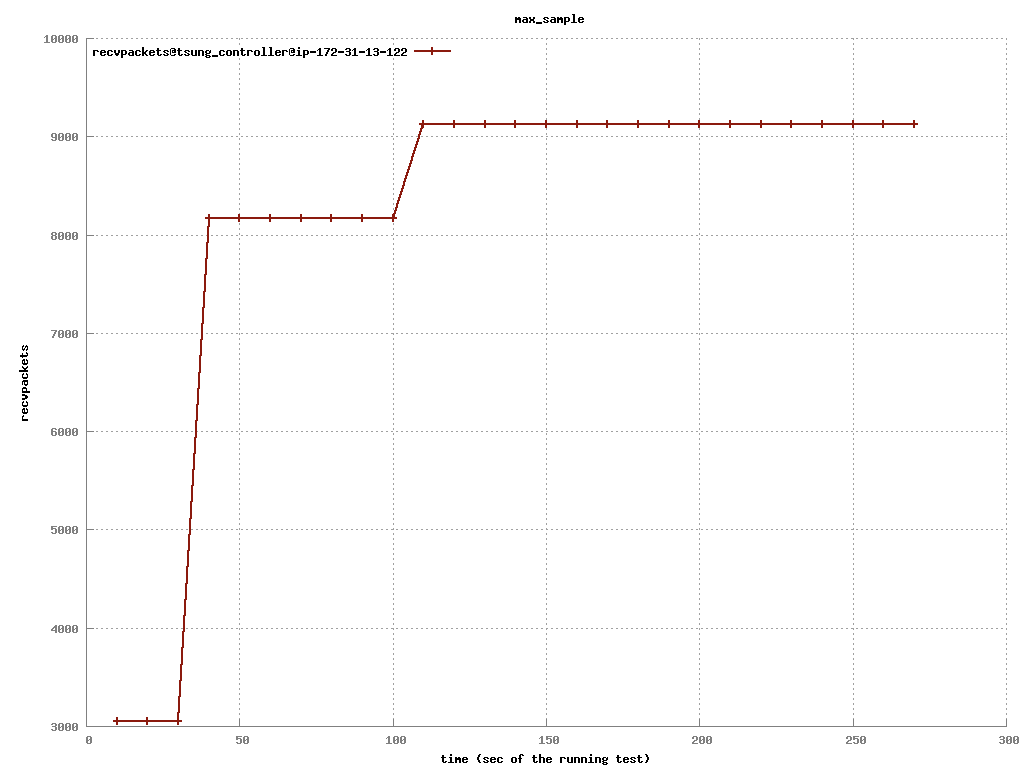 max_sample
10000
recvpackets@tsung_controller@ip-172-31-13-122
9000
8000
7000
recvpackets
6000
5000
4000
3000
0 50 100 150 200 250 300
time (sec of the running test)